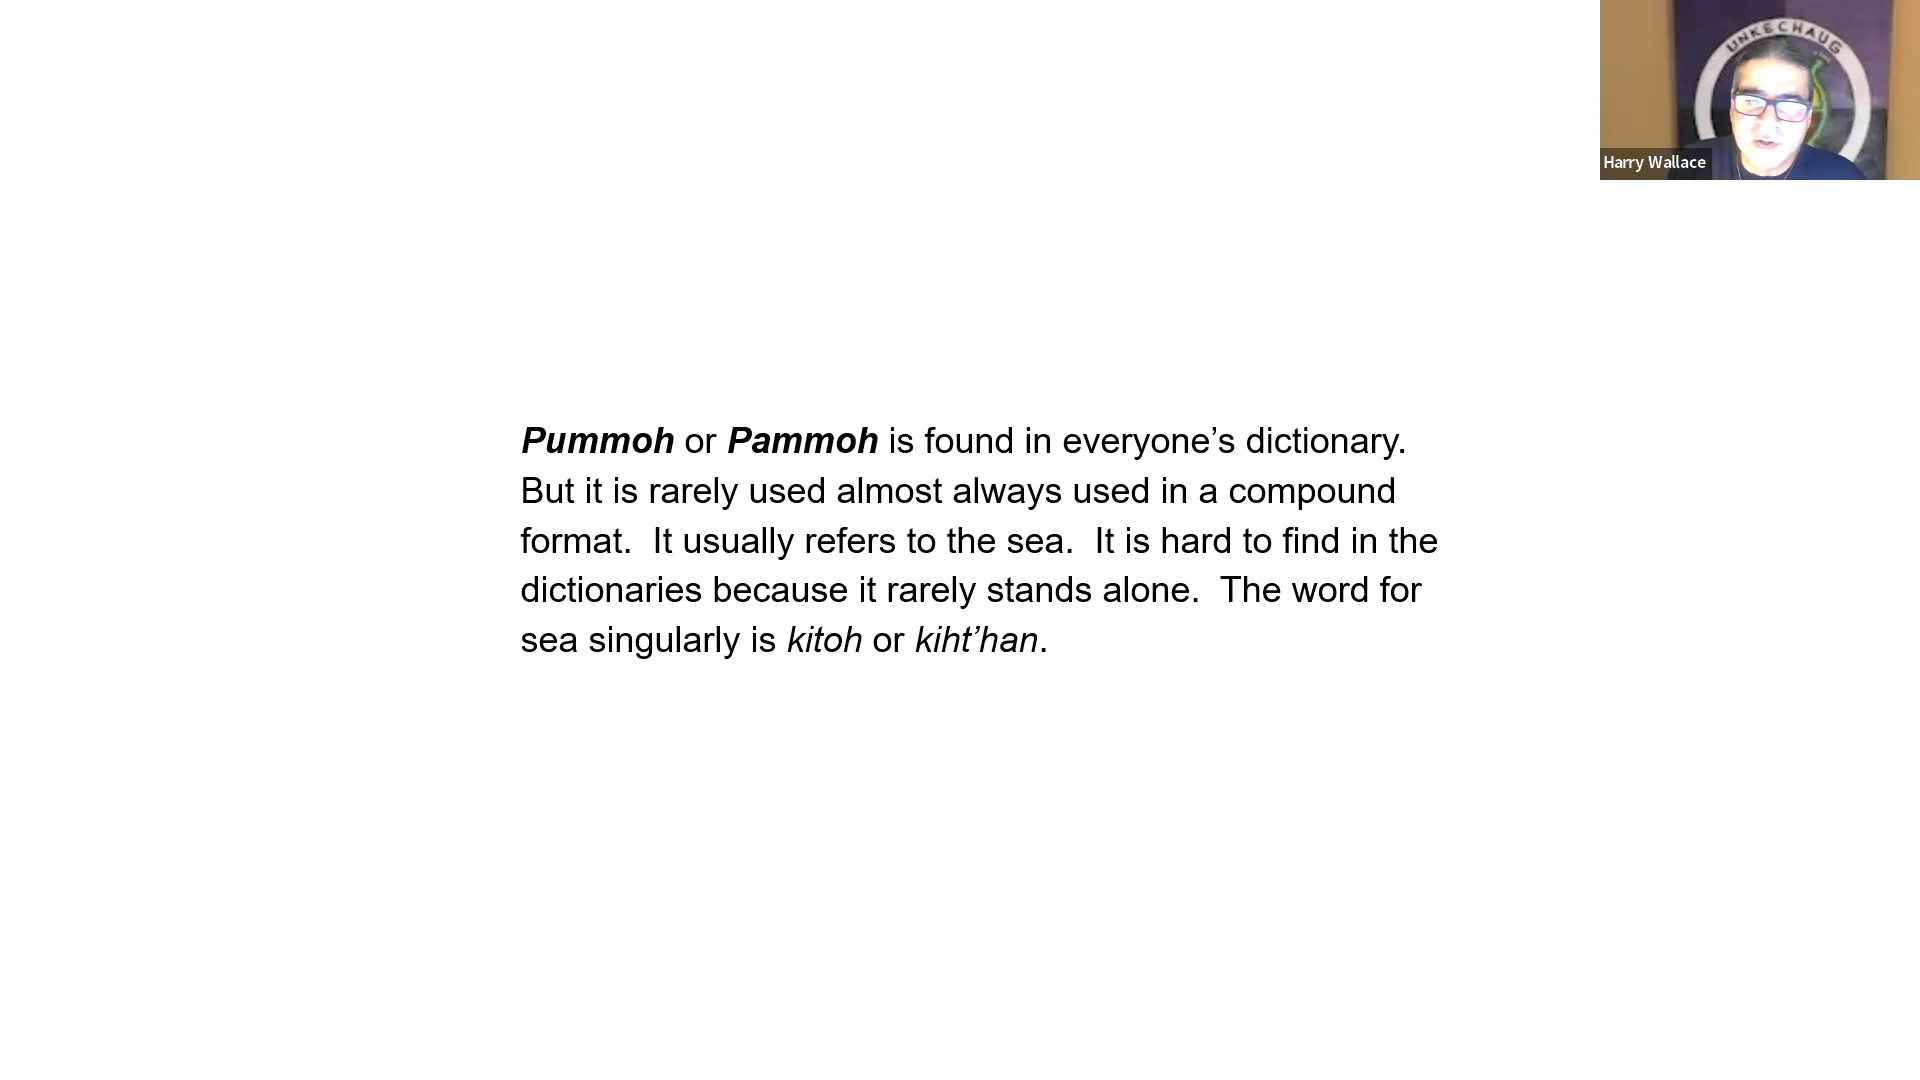 UNKECHAUG
Harry Wallace
Pummoh or Pammoh is found in everyone’s dictionary.
But it is rarely used almost always used in a compound
format.  It usually refers to the sea.  It is hard to find in the
dictionaries because it rarely stands alone.  The word for
sea singularly is kitoh or kiht’han.